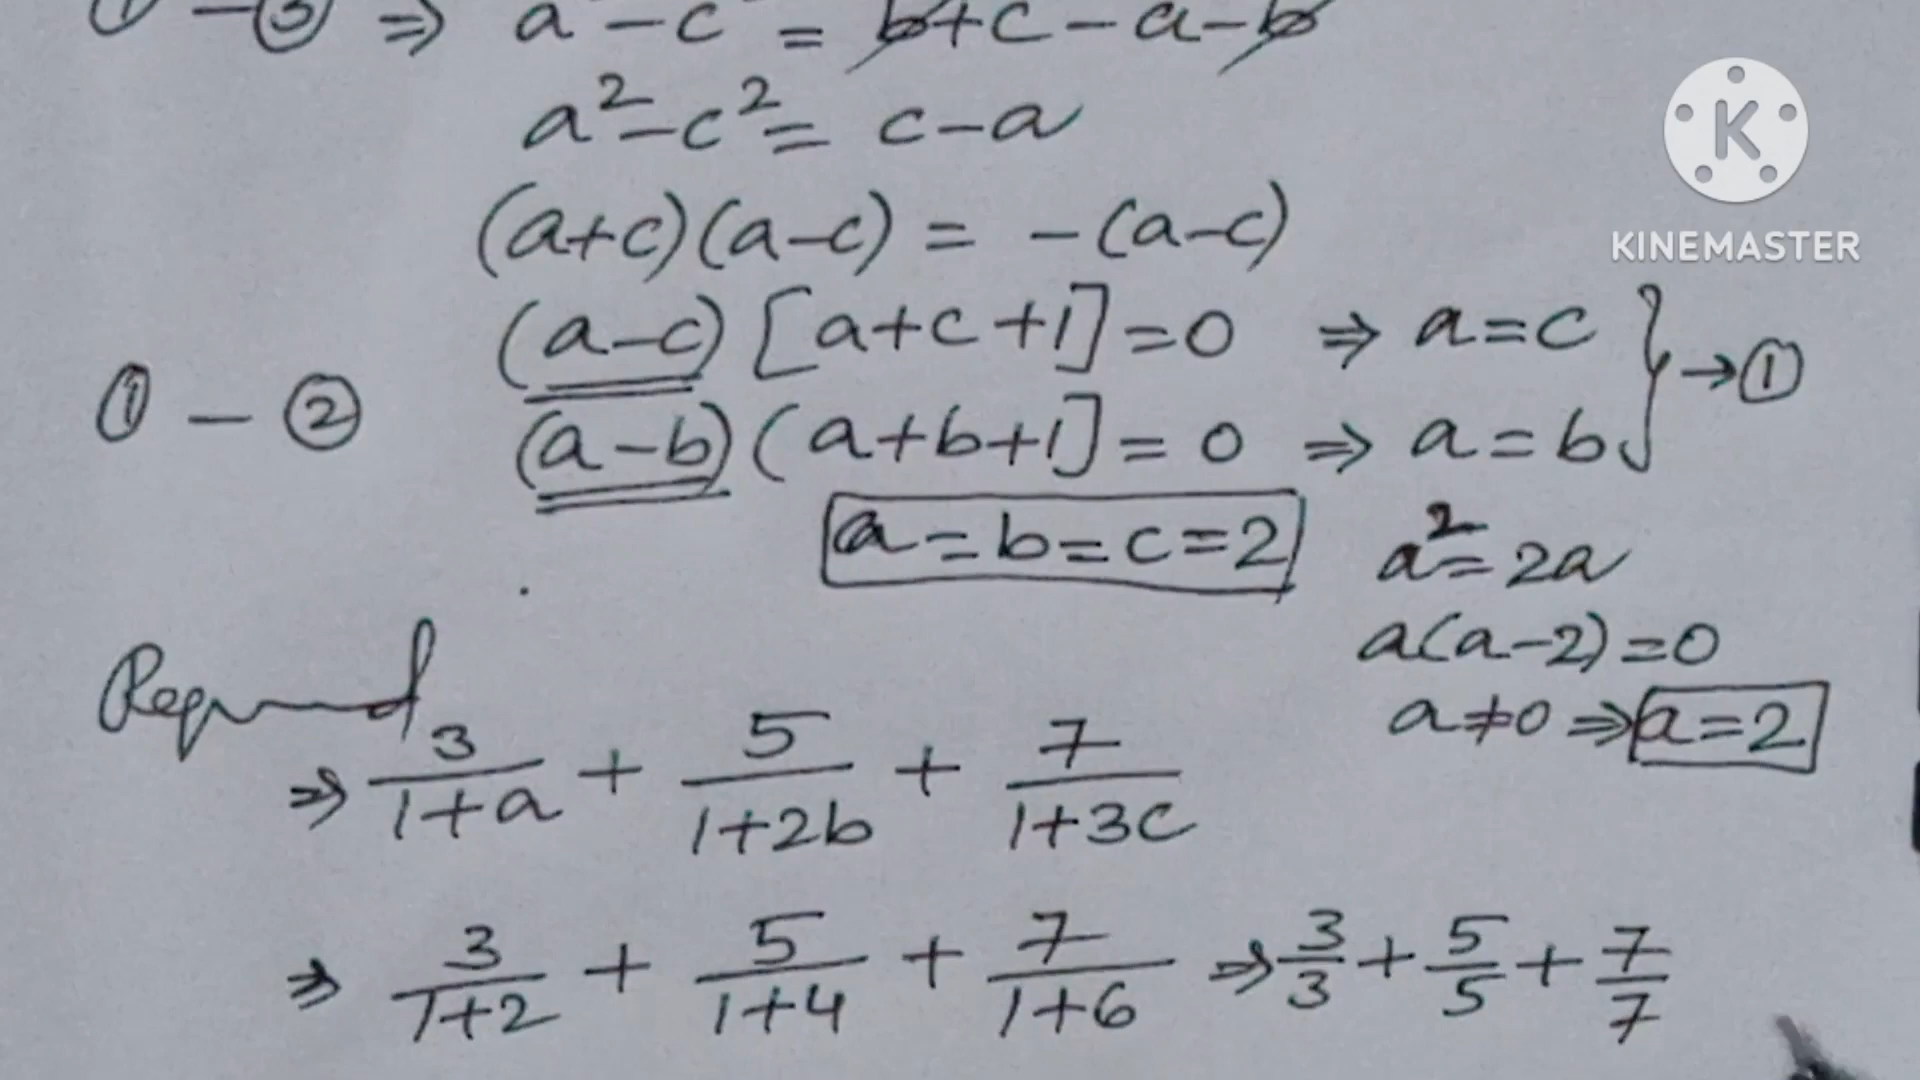 ① - ③ ⇒ a² - c² = b + c - a - b
a² - c² = c - a
(a+c)(a-c) = -(a-c)
KINEMASTER
(a-c) [a+c+1] = 0 ⇒ a = c
① - ② (a-b) (a+b+1] = 0 ⇒ a = b } → ①
a = b = c = 2
a² = 2a
a(a-2) = 0
a ≠ 0 ⇒ a = 2
⇒ 3/(1+a) + 5/(1+2b) + 7/(1+3c)
⇒ 3/(1+2) + 5/(1+4) + 7/(1+6) ⇒ 3/3 + 5/5 + 7/7